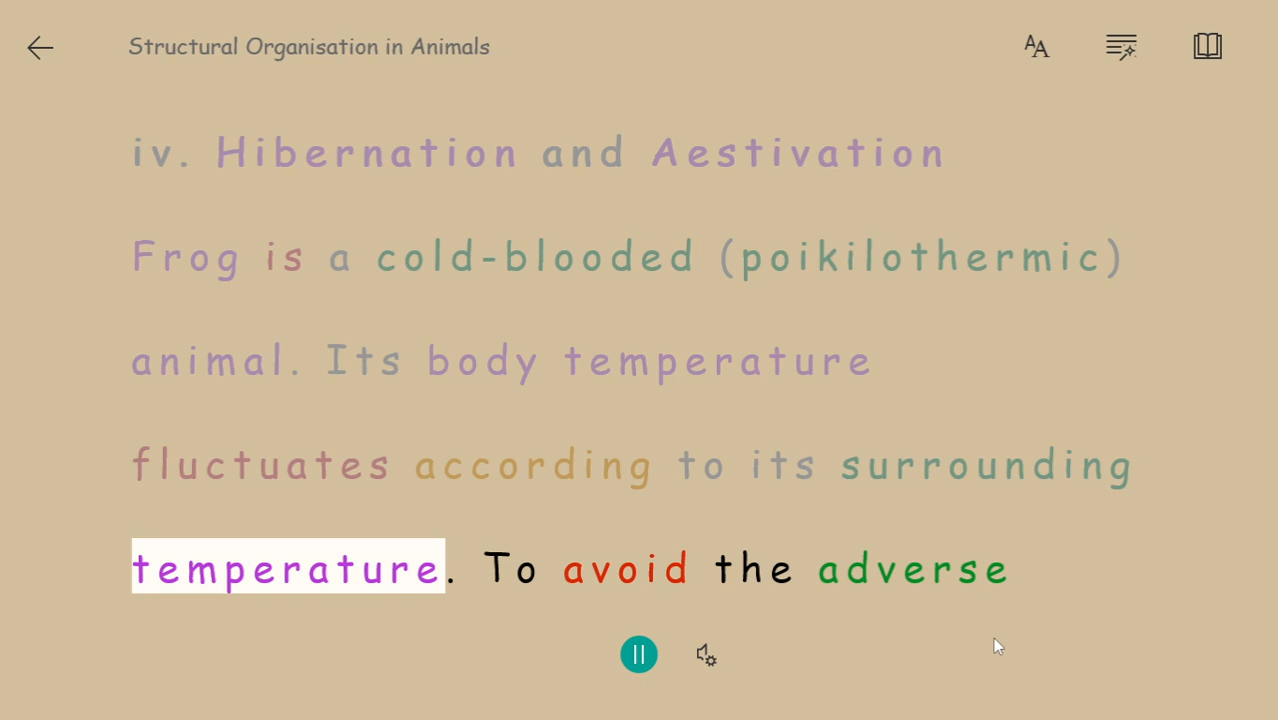 Structural Organisation in Animals
iv. Hibernation and Aestivation
Frog is a cold-blooded (poikilothermic)
animal. Its body temperature
fluctuates according to its surrounding
temperature. To avoid the adverse